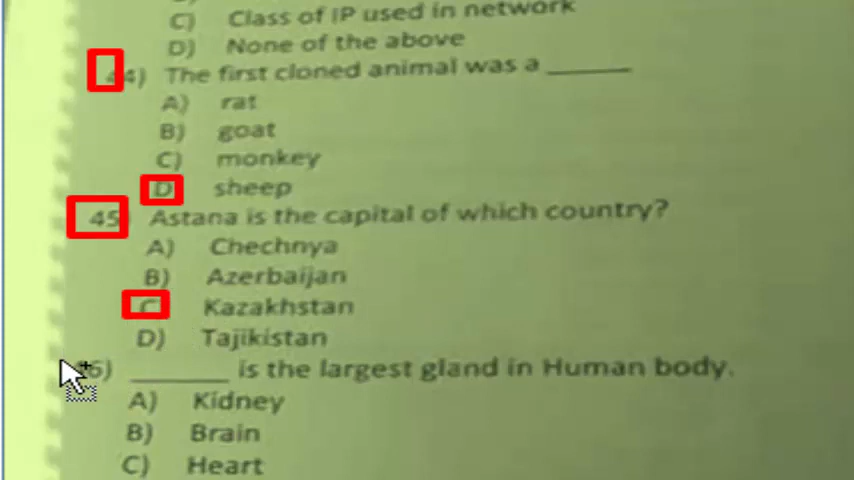 C) Class of IP used in network
D) None of the above
44) The first cloned animal was a ______
A) rat
B) goat
C) monkey
D sheep
45) Astana is the capital of which country?
A) Chechnya
B) Azerbaijan
C Kazakhstan
D) Tajikistan
6) ______ is the largest gland in Human body.
A) Kidney
B) Brain
C) Heart